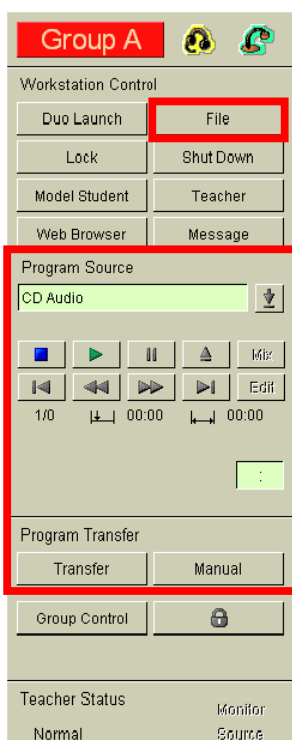 Group A
Workstation Control
Duo Launch File
Lock Shut Down
Model Student Teacher
Web Browser Message
Program Source
CD Audio
Mix
Edit
1/0 00:00 00:00
:
Program Transfer
Transfer Manual
Group Control
Teacher Status Monitor
Normal Source